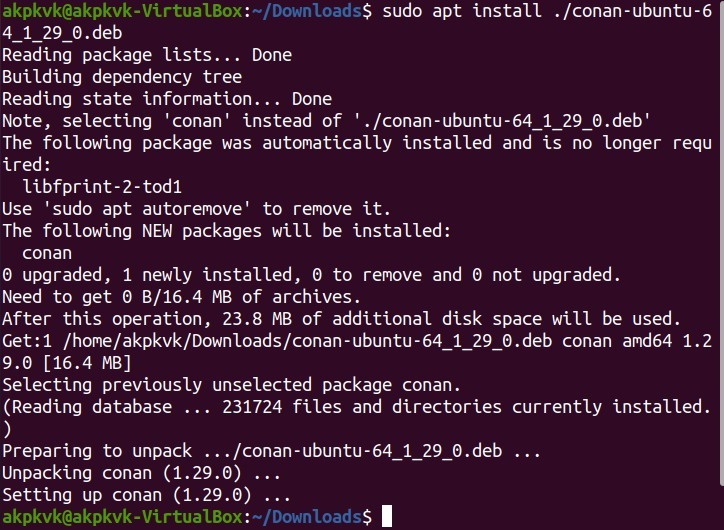 akpkvk@akpkvk-VirtualBox:~/Downloads$ sudo apt install ./conan-ubuntu-6
4_1_29_0.deb
Reading package lists... Done
Building dependency tree
Reading state information... Done
Note, selecting 'conan' instead of './conan-ubuntu-64_1_29_0.deb'
The following package was automatically installed and is no longer requ
ired:
  libfprint-2-tod1
Use 'sudo apt autoremove' to remove it.
The following NEW packages will be installed:
  conan
0 upgraded, 1 newly installed, 0 to remove and 0 not upgraded.
Need to get 0 B/16.4 MB of archives.
After this operation, 23.8 MB of additional disk space will be used.
Get:1 /home/akpkvk/Downloads/conan-ubuntu-64_1_29_0.deb conan amd64 1.2
9.0 [16.4 MB]
Selecting previously unselected package conan.
(Reading database ... 231724 files and directories currently installed.
)
Preparing to unpack .../conan-ubuntu-64_1_29_0.deb ...
Unpacking conan (1.29.0) ...
Setting up conan (1.29.0) ...
akpkvk@akpkvk-VirtualBox:~/Downloads$